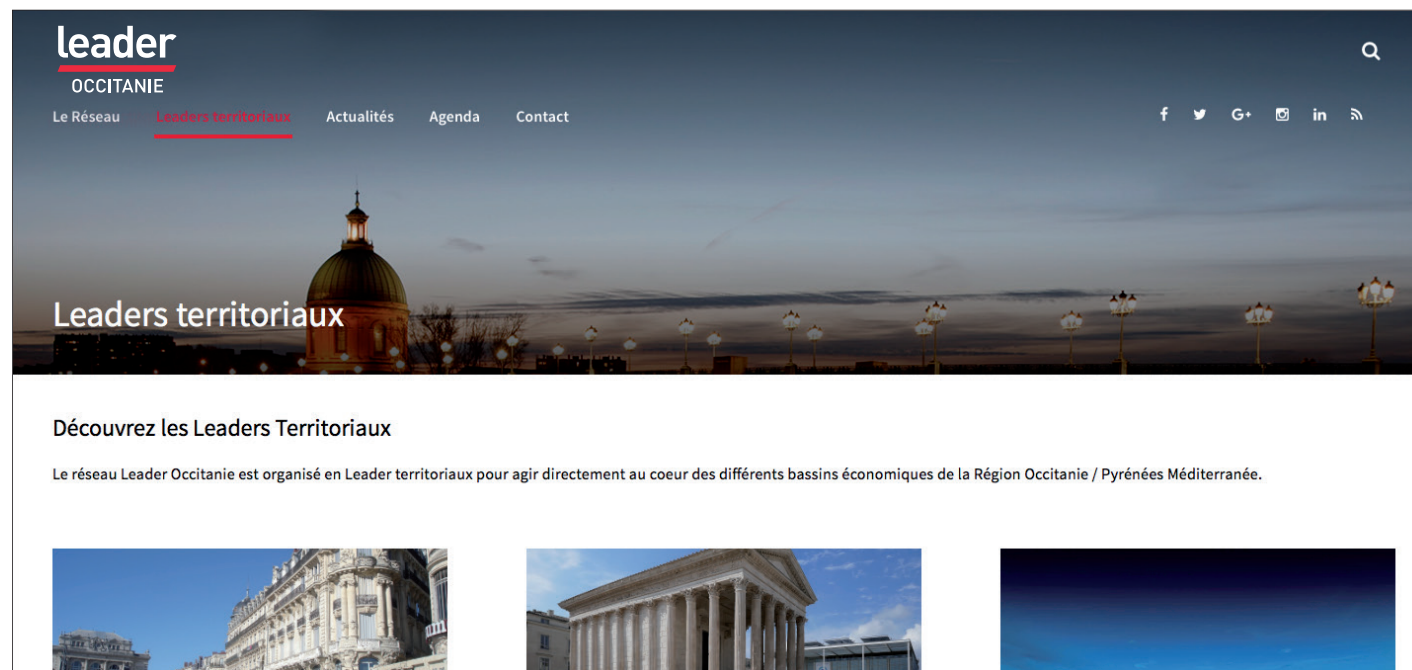 leader
OCCITANIE
Le Réseau Leaders territoriaux Actualités Agenda Contact
f G+ in
Leaders territoriaux
Découvrez les Leaders Territoriaux
Le réseau Leader Occitanie est organisé en Leader territoriaux pour agir directement au coeur des différents bassins économiques de la Région Occitanie / Pyrénées Méditerranée.